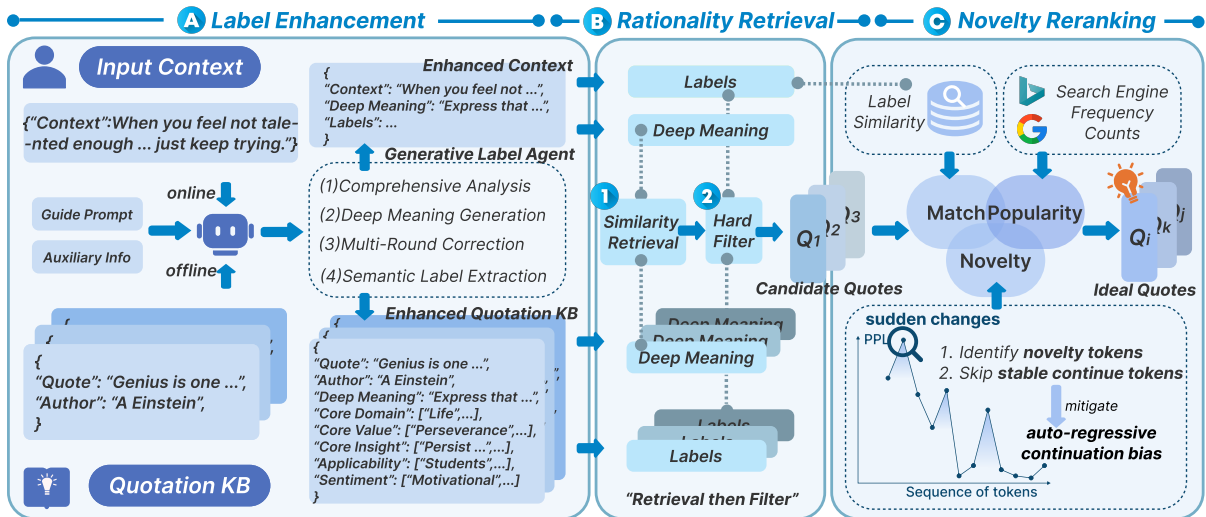 A Label Enhancement
B Rationality Retrieval
C Novelty Reranking
Input Context
{“Context”:When you feel not tale-
-nted enough ... just keep trying.”}
Guide Prompt
Auxiliary Info
online
offline
{
{
{
“Quote”: “Genius is one ...”,
“Author”: “A Einstein”,
}
Quotation KB
Enhanced Context
{
“Context”: “When you feel not ...”,
“Deep Meaning”: “Express that ...”,
“Labels”: ...
}
Generative Label Agent
(1)Comprehensive Analysis
(2)Deep Meaning Generation
(3)Multi-Round Correction
(4)Semantic Label Extraction
Enhanced Quotation KB
{
{
{
“Quote”: “Genius is one ...”,
“Author”: “A Einstein”,
“Deep Meaning”: “Express that ...”,
“Core Domain”: [“Life”,...],
“Core Value”: [“Perseverance”,...],
“Core Insight”: [“Persist ...”,...],
“Applicability”: [“Students”,...],
“Sentiment”: [“Motivational”,...]
}
Labels
Deep Meaning
1
Similarity
Retrieval
2
Hard
Filter
Q1
Q2
Q3
Candidate Quotes
Deep Meaning
Deep Meaning
Deep Meaning
Labels
Labels
Labels
“Retrieval then Filter”
Label
Similarity
Search Engine
Frequency
Counts
Match
Popularity
Novelty
Qi
Qk
Qj
Ideal Quotes
sudden changes
PPL
1. Identify novelty tokens
2. Skip stable continue tokens
mitigate
auto-regressive
continuation bias
Sequence of tokens